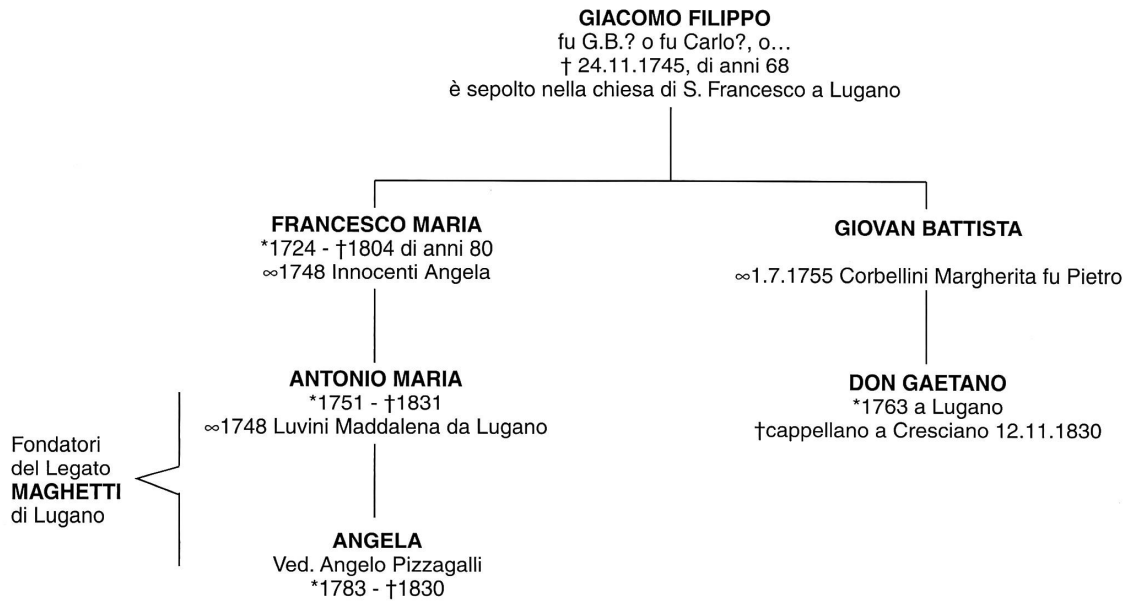 GIACOMO FILIPPO
fu G.B.? o fu Carlo?, o...
† 24.11.1745, di anni 68
è sepolto nella chiesa di S. Francesco a Lugano
FRANCESCO MARIA
*1724 - †1804 di anni 80
∞1748 Innocenti Angela
GIOVAN BATTISTA
∞1.7.1755 Corbellini Margherita fu Pietro
ANTONIO MARIA
*1751 - †1831
∞1748 Luvini Maddalena da Lugano
DON GAETANO
*1763 a Lugano
†cappellano a Cresciano 12.11.1830
Fondatori
del Legato
MAGHETTI
di Lugano
ANGELA
Ved. Angelo Pizzagalli
*1783 - †1830